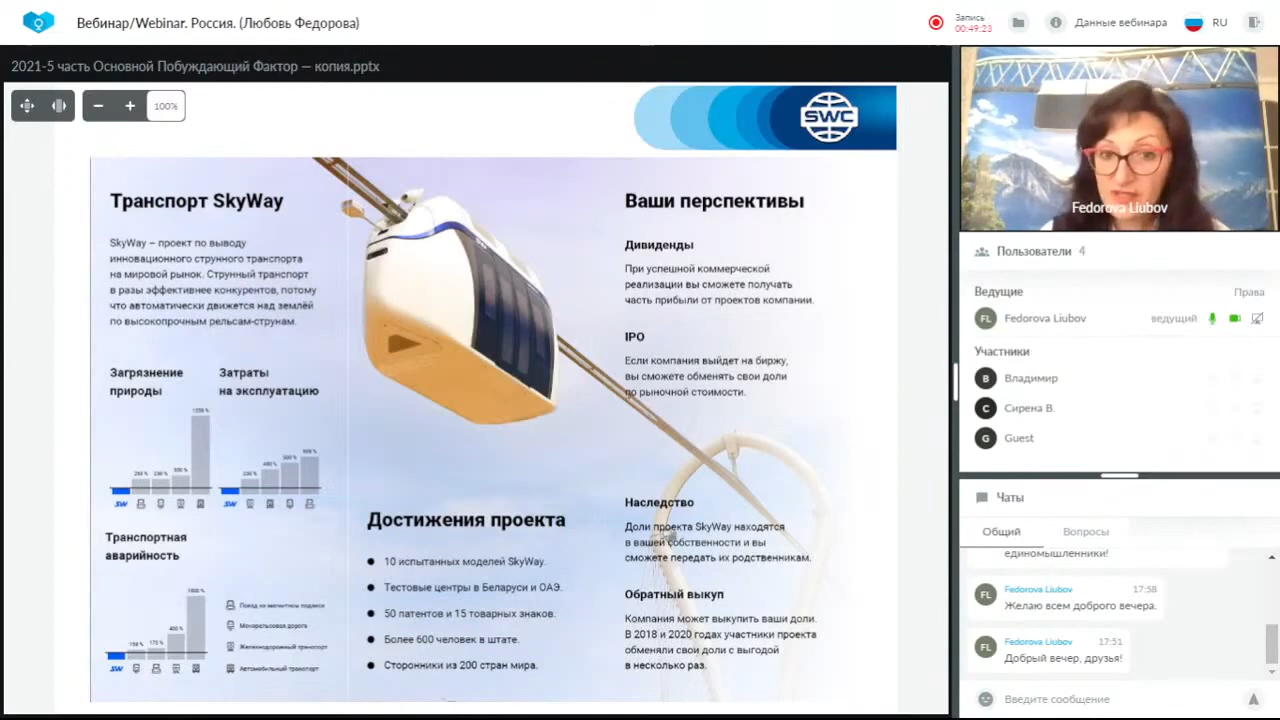 Вебинар/Webinar. Россия. (Любовь Федорова)
Запись
00:49:23
Данные вебинара
RU
2021-5 часть Основной Побуждающий Фактор — копия.pptx
100%
SWC
Транспорт SkyWay
SkyWay – проект по выводу
инновационного струнного транспорта
на мировой рынок. Струнный транспорт
в разы эффективнее конкурентов, потому
что автоматически движется над землёй
по высокопрочным рельсам-струнам.
Загрязнение
природы
Затраты
на эксплуатацию
SW
SW
Транспортная
аварийность
SW
Поезд на магнитной подвеске
Монорельсовая дорога
Железнодорожный транспорт
Автомобильный транспорт
Достижения проекта
10 испытанных моделей SkyWay.
Тестовые центры в Беларуси и ОАЭ.
50 патентов и 15 товарных знаков.
Более 600 человек в штате.
Сторонники из 200 стран мира.
Ваши перспективы
Дивиденды
При успешной коммерческой
реализации вы сможете получать
часть прибыли от проектов компании.
IPO
Если компания выйдет на биржу,
вы сможете обменять свои доли
по рыночной стоимости.
Наследство
Доли проекта SkyWay находятся
в вашей собственности и вы
сможете передать их родственникам.
Обратный выкуп
Компания может выкупить ваши доли.
В 2018 и 2020 годах участники проекта
обменяли свои доли с выгодой
в несколько раз.
Fedorova Liubov
Пользователи 4
Ведущие
Права
FL Fedorova Liubov ведущий
Участники
В Владимир
С Сирена В.
G Guest
Чаты
Общий
Вопросы
единомышленники!
FL Fedorova Liubov 17:58
Желаю всем доброго вечера.
FL Fedorova Liubov 17:51
Добрый вечер, друзья!
Введите сообщение